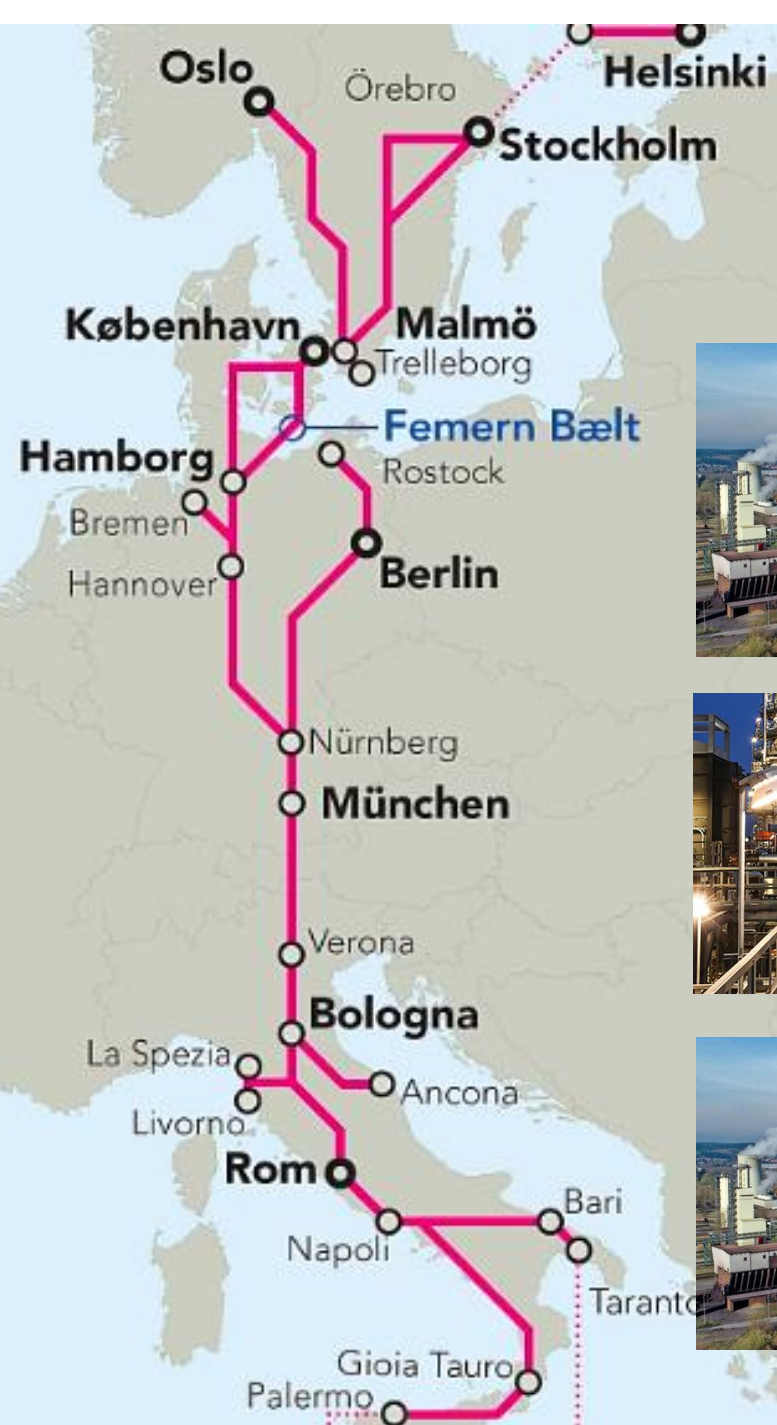 Oslo
Örebro
Helsinki
Stockholm
København
Malmö
Trelleborg
Femern Bælt
Hamborg
Rostock
Bremen
Berlin
Hannover
Nürnberg
München
Verona
Bologna
La Spezia
Ancona
Livorno
Rom
Bari
Napoli
Taranto
Gioia Tauro
Palermo